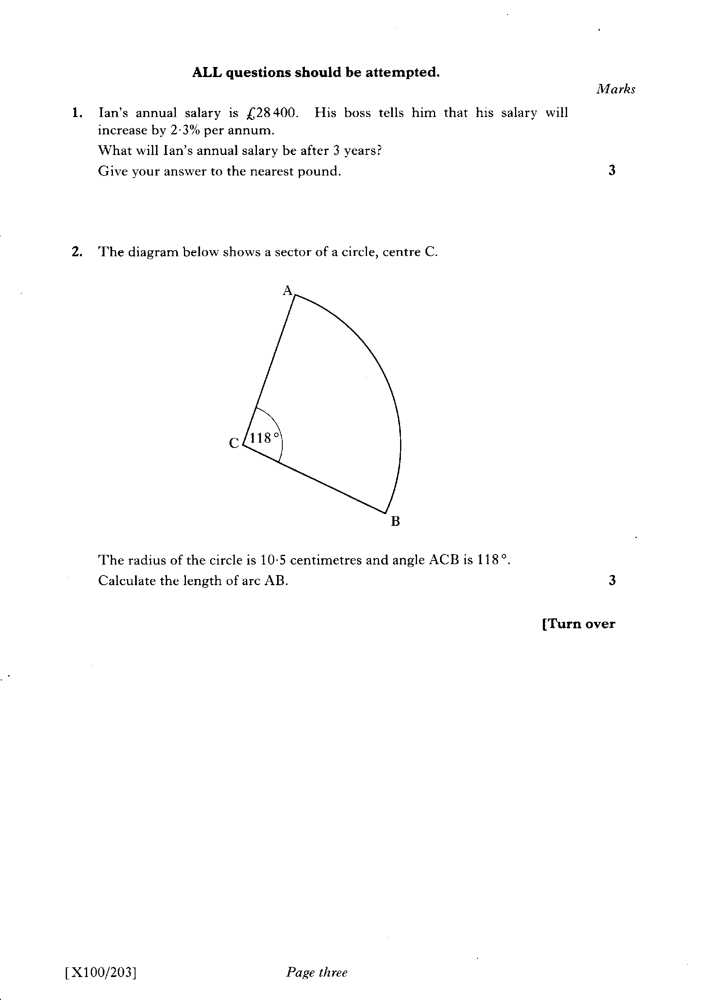 ALL questions should be attempted.
Marks
1. Ian's annual salary is £28 400. His boss tells him that his salary will
increase by 2·3% per annum.
What will Ian's annual salary be after 3 years?
Give your answer to the nearest pound. 3
2. The diagram below shows a sector of a circle, centre C.
A
C 118°
B
The radius of the circle is 10·5 centimetres and angle ACB is 118°.
Calculate the length of arc AB. 3
[Turn over
[X100/203] Page three